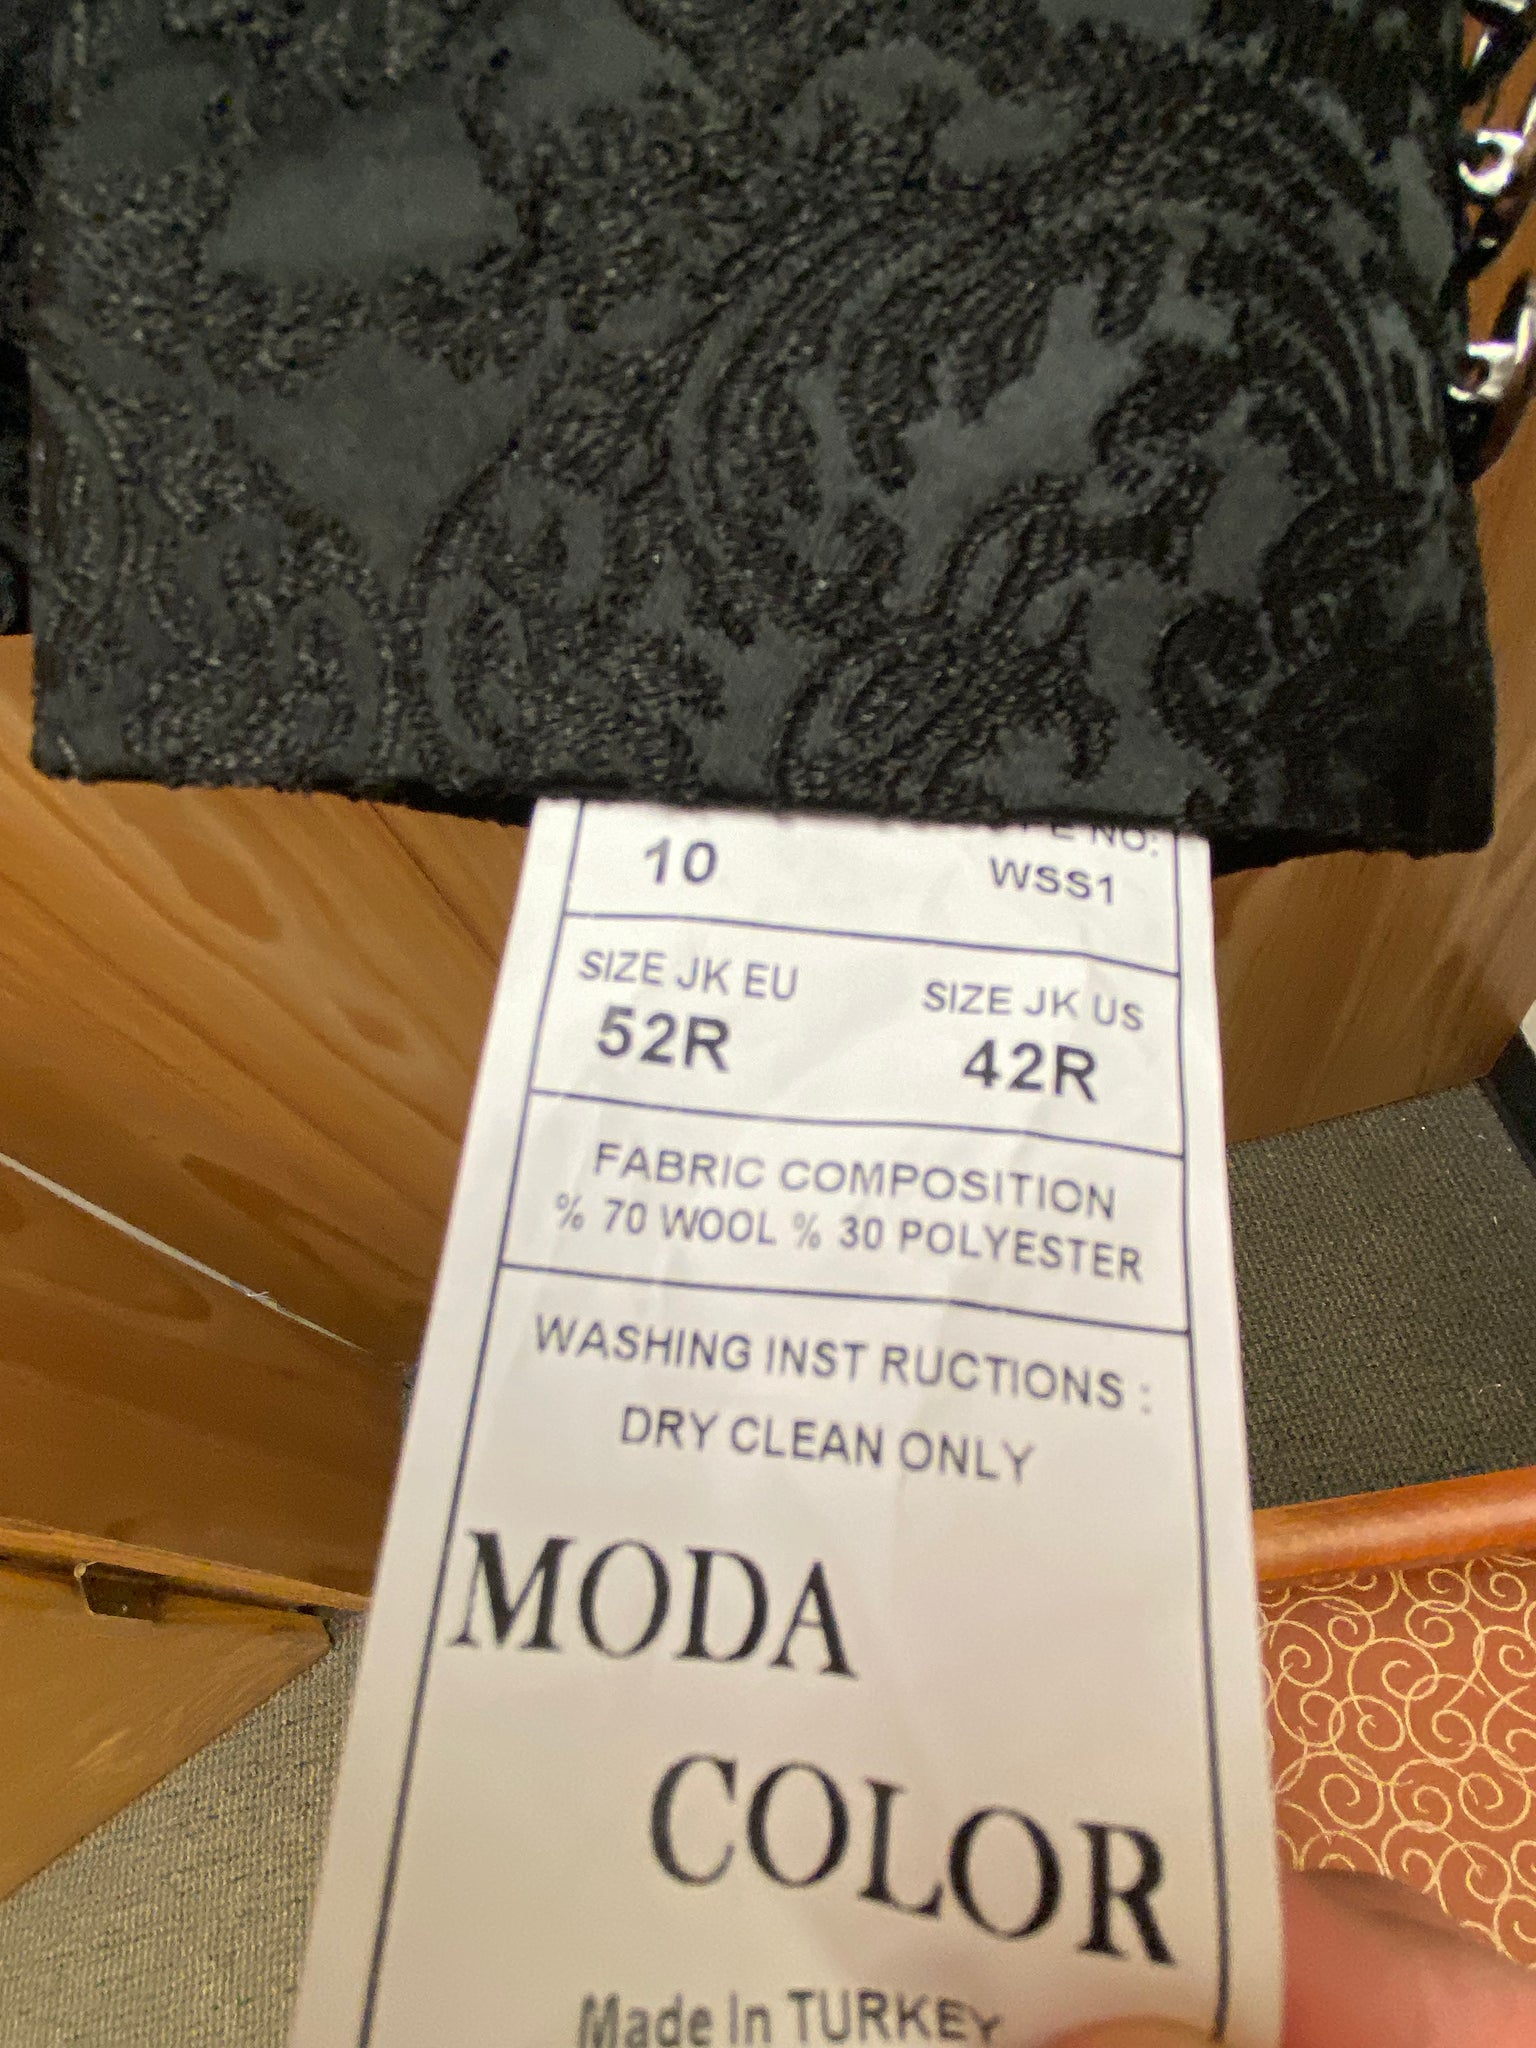 NO:
10 WSS1
SIZE JK EU SIZE JK US
52R 42R
FABRIC COMPOSITION
% 70 WOOL % 30 POLYESTER
WASHING INST RUCTIONS :
DRY CLEAN ONLY
MODA
COLOR
Made In TURKEY